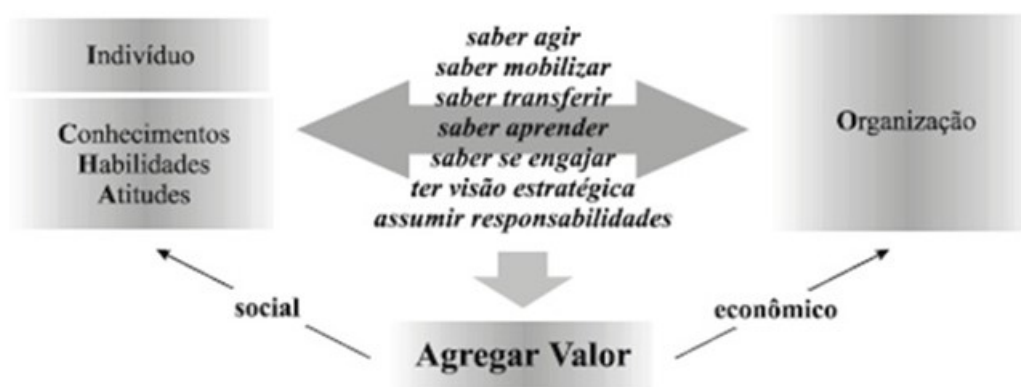 Indivíduo
Conhecimentos
Habilidades
Atitudes
saber agir
saber mobilizar
saber transferir
saber aprender
saber se engajar
ter visão estratégica
assumir responsabilidades
Organização
social
econômico
Agregar Valor